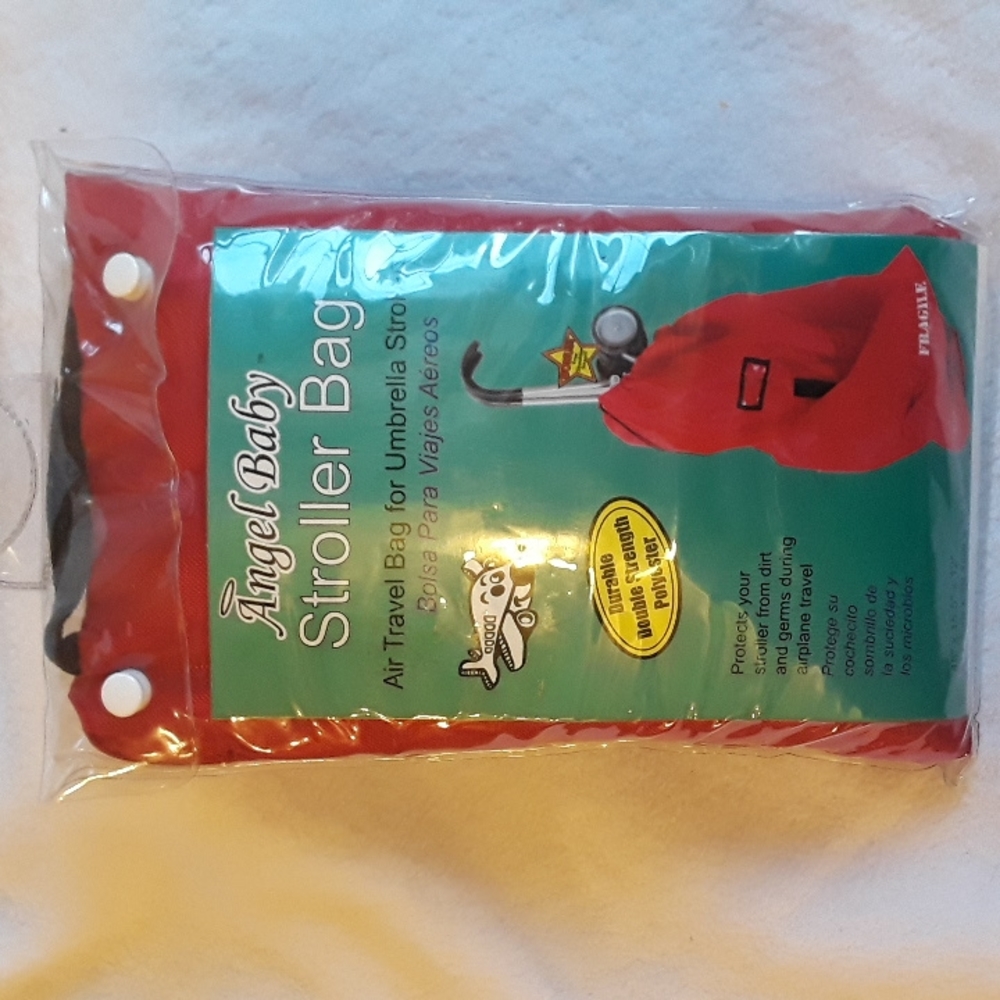 Angel Baby
Stroller Bag
Air Travel Bag for Umbrella Strol
Bolsa Para Viajes Aéreos
FRAGILE
Durable
Double Strength
Polyester
Protects your
stroller from dirt
and germs during
airplane travel
Protege su
cochecito
sombrillo de
la suciedad y
los microbios